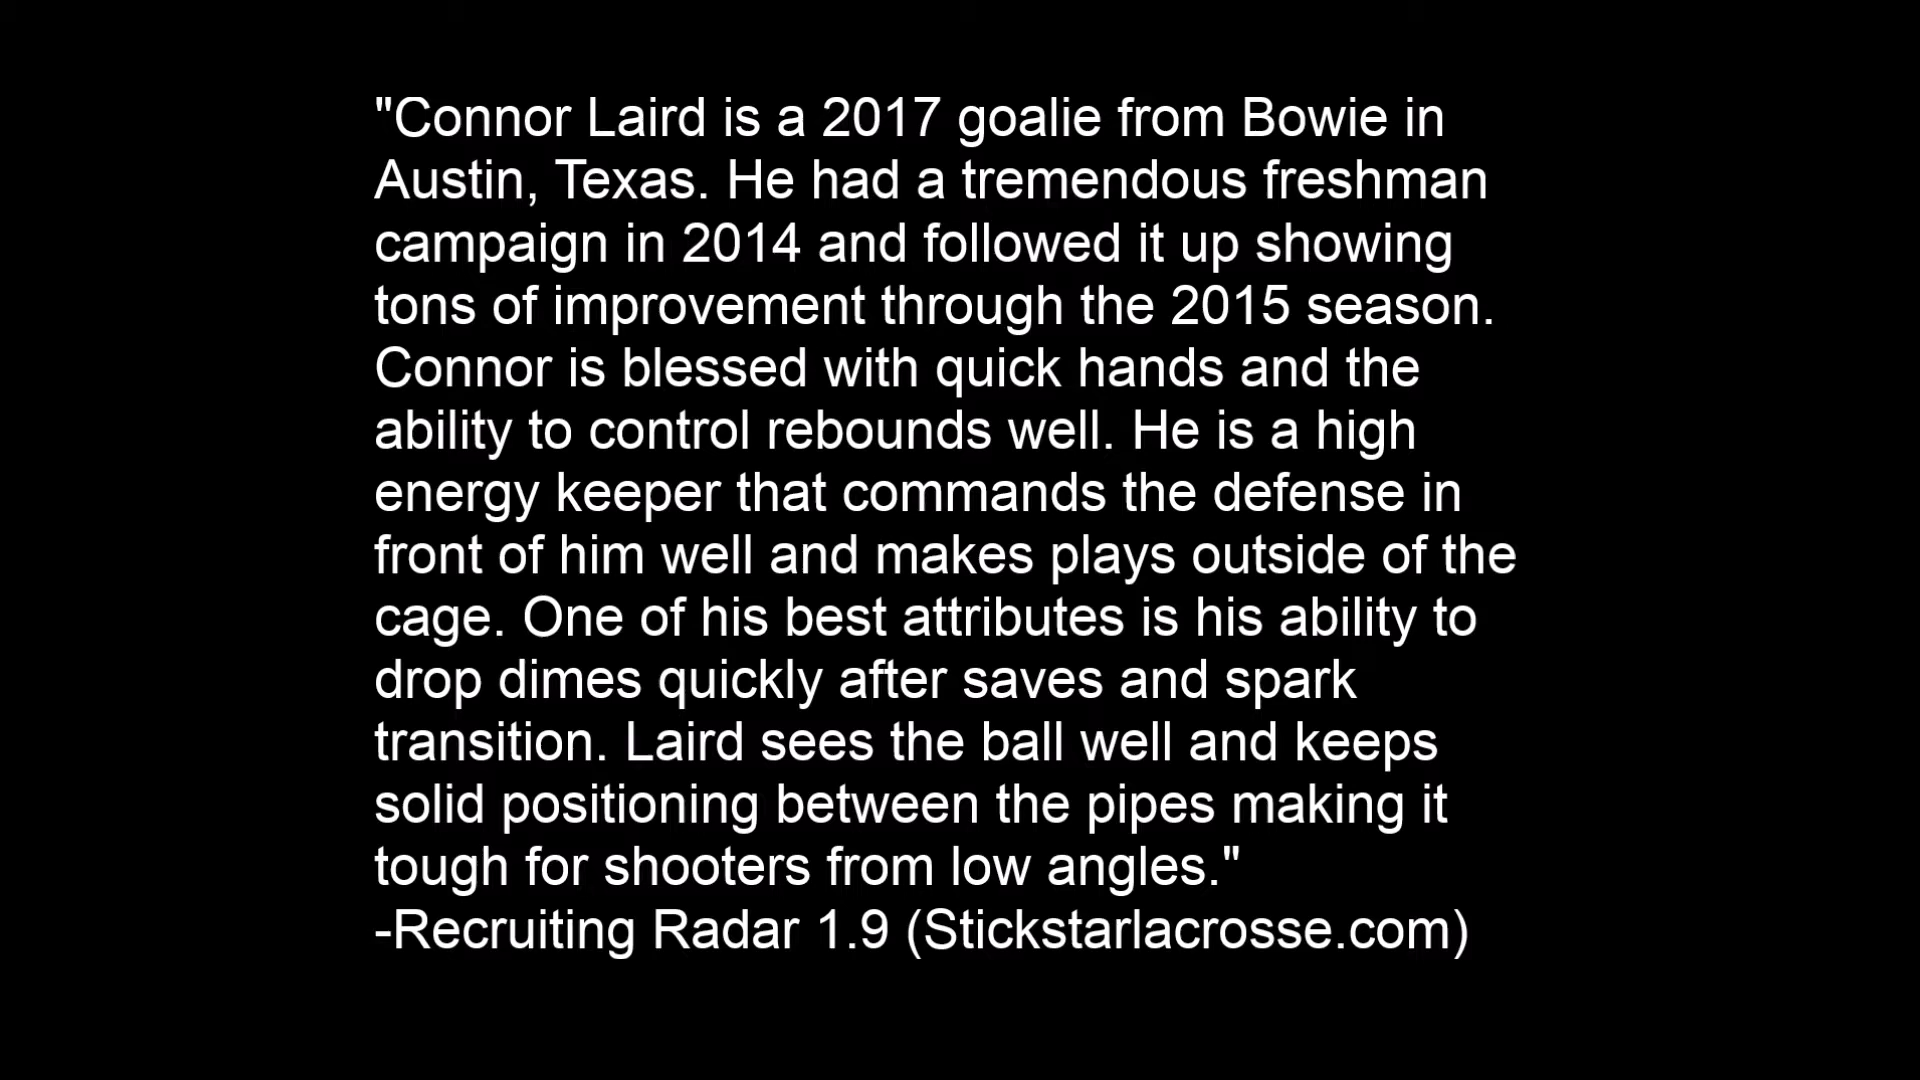 "Connor Laird is a 2017 goalie from Bowie in
Austin, Texas. He had a tremendous freshman
campaign in 2014 and followed it up showing
tons of improvement through the 2015 season.
Connor is blessed with quick hands and the
ability to control rebounds well. He is a high
energy keeper that commands the defense in
front of him well and makes plays outside of the
cage. One of his best attributes is his ability to
drop dimes quickly after saves and spark
transition. Laird sees the ball well and keeps
solid positioning between the pipes making it
tough for shooters from low angles."
-Recruiting Radar 1.9 (Stickstarlacrosse.com)